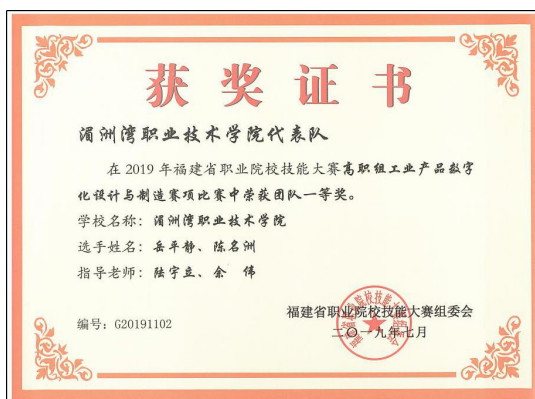 获奖证书
湄洲湾职业技术学院代表队
在2019年福建省职业院校技能大赛高职组工业产品数字
化设计与制造赛项比赛中荣获团队一等奖。
学校名称：湄洲湾职业技术学院
选手姓名：岳平静、陈名洲
指导老师：陆宇立、余 伟
编号：G20191102
福建省职业院校技能大赛组委会
二〇一九年七月